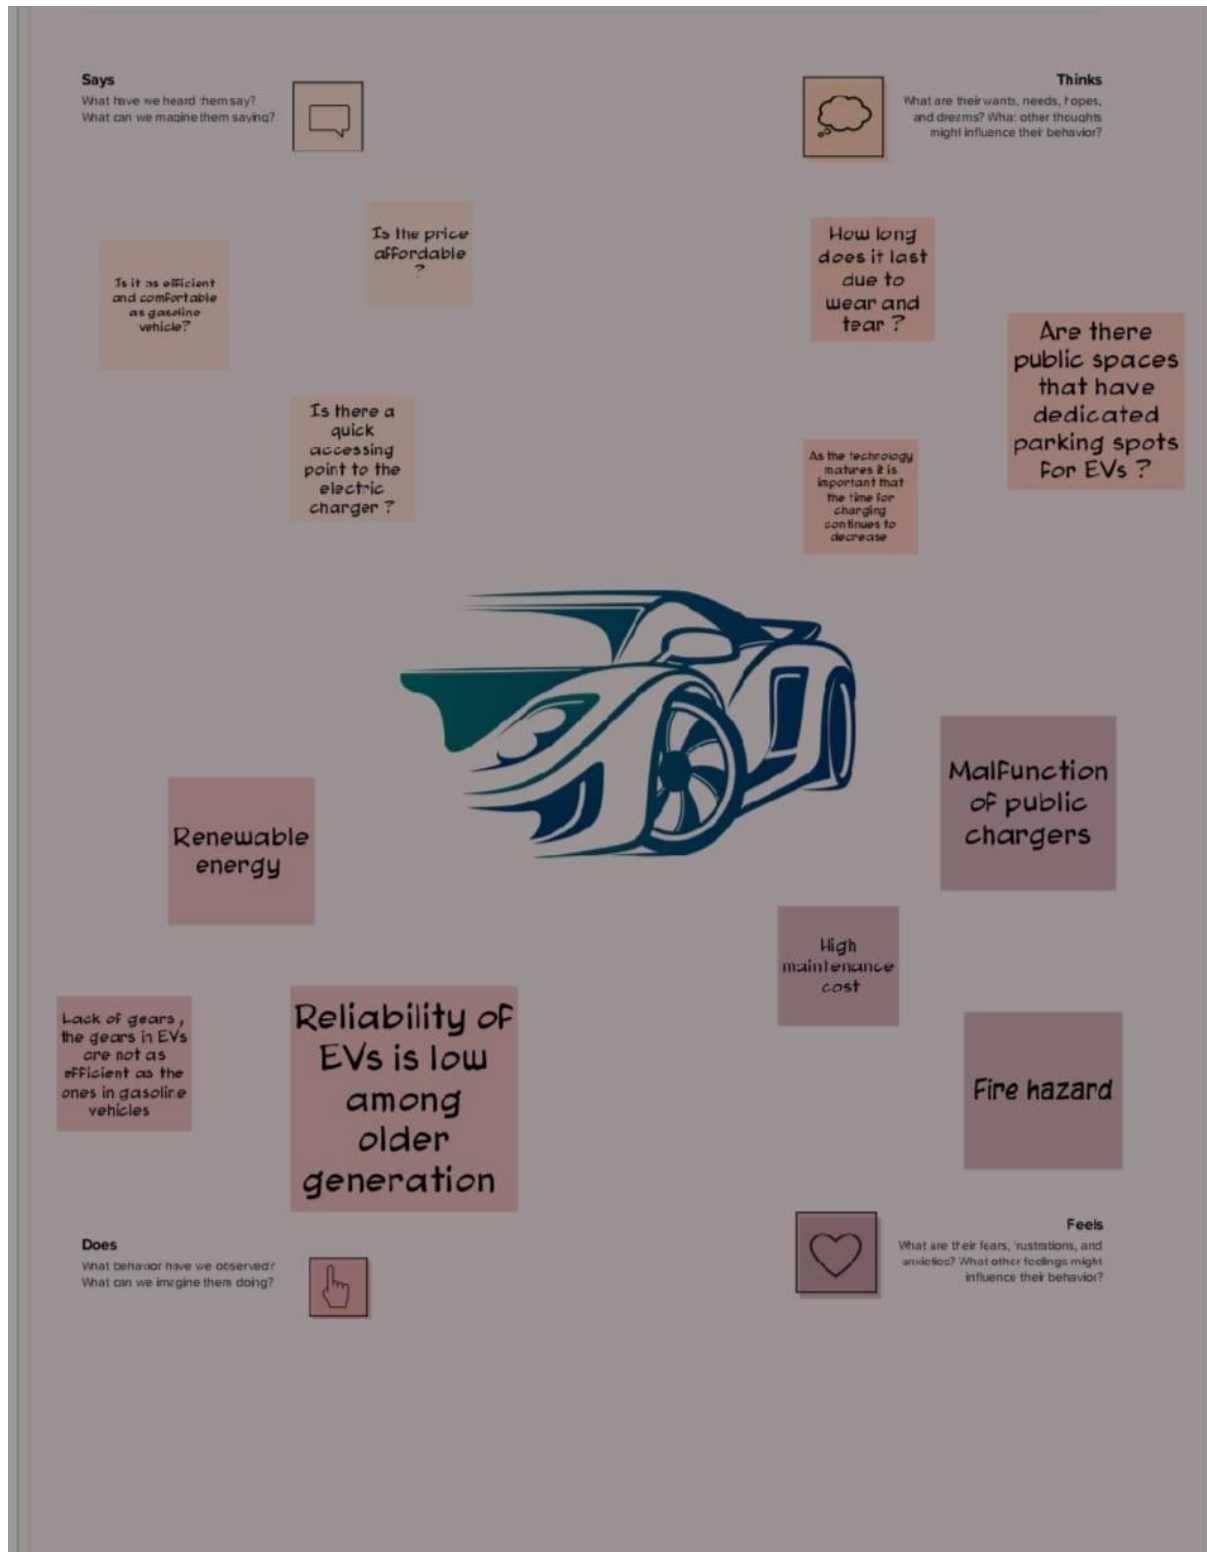 Says
What have we heard them say?
What can we magine them saying?
Thinks
What are their wants, needs, hopes,
and dreams? What other thoughts
might influence their behavior?
Is the price
affordable
?
Is it as efficient
and comfortable
as gasoline
vehicle?
Is there a
quick
accessing
point to the
electric
charger ?
How long
does it last
due to
wear and
tear ?
Are there
public spaces
that have
dedicated
parking spots
for EVs ?
As the technology
matures it is
important that
the time for
charging
continues to
decrease
Renewable
energy
Lack of gears ,
the gears in EVs
are not as
efficient as the
ones in gasoline
vehicles
Reliability of
EVs is low
among
older
generation
Malfunction
of public
chargers
High
maintenance
cost
Fire hazard
Does
What behavior have we observed?
What can we imagine them doing?
Feels
What are their fears, frustrations, and
anxieties? What other feelings might
influence their behavior?